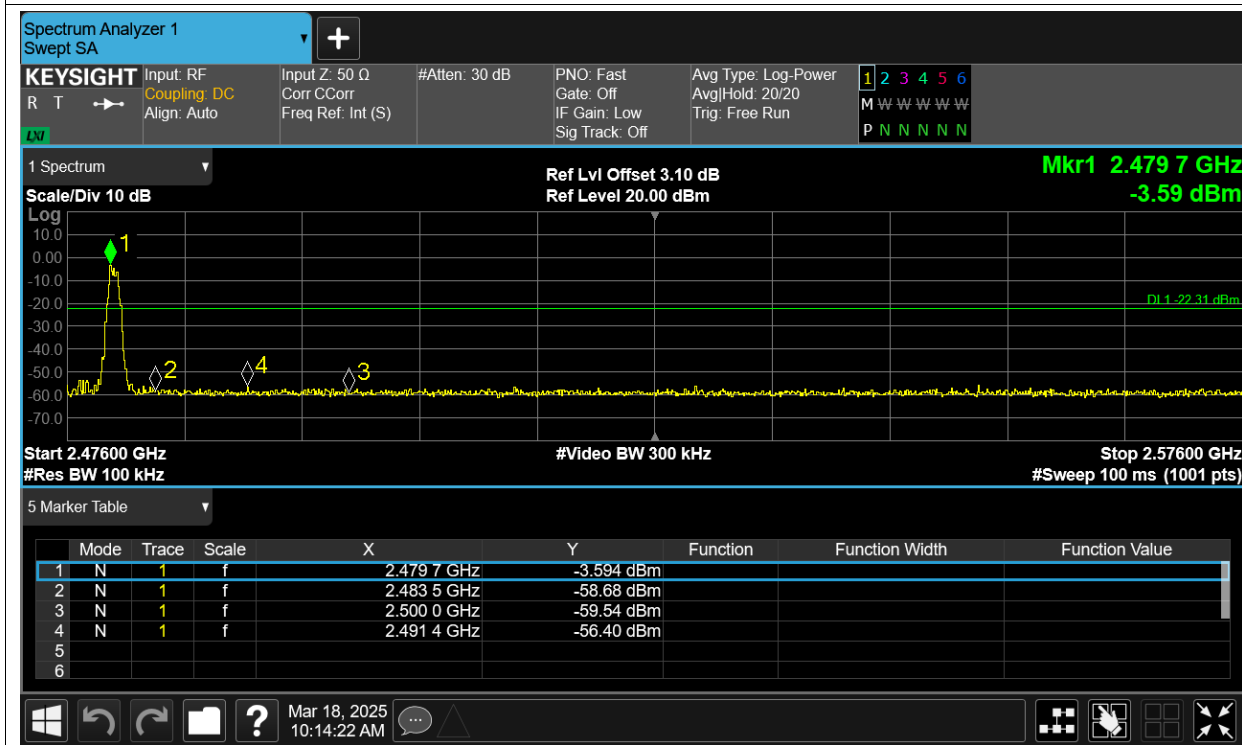 Spectrum Analyzer 1
Swept SA
+
KEYSIGHT
R T
LXI
Input: RF
Coupling: DC
Align: Auto
Input Z: 50 Ω
Corr CCorr
Freq Ref: Int (S)
#Atten: 30 dB
PNO: Fast
Gate: Off
IF Gain: Low
Sig Track: Off
Avg Type: Log-Power
Avg|Hold: 20/20
Trig: Free Run
1 2 3 4 5 6
M W W W W W
P N N N N N
1 Spectrum
Scale/Div 10 dB
Ref Lvl Offset 3.10 dB
Ref Level 20.00 dBm
Mkr1 2.479 7 GHz
-3.59 dBm
Log
10.0
0.00
-10.0
-20.0
-30.0
-40.0
-50.0
-60.0
-70.0
1
2
4
3
DL1 -22.31 dBm
Start 2.47600 GHz
#Res BW 100 kHz
#Video BW 300 kHz
Stop 2.57600 GHz
#Sweep 100 ms (1001 pts)
5 Marker Table
Mode Trace Scale X Y Function Function Width Function Value
1 N 1 f 2.479 7 GHz -3.594 dBm
2 N 1 f 2.483 5 GHz -58.68 dBm
3 N 1 f 2.500 0 GHz -59.54 dBm
4 N 1 f 2.491 4 GHz -56.40 dBm
5
6
?
Mar 18, 2025
10:14:22 AM